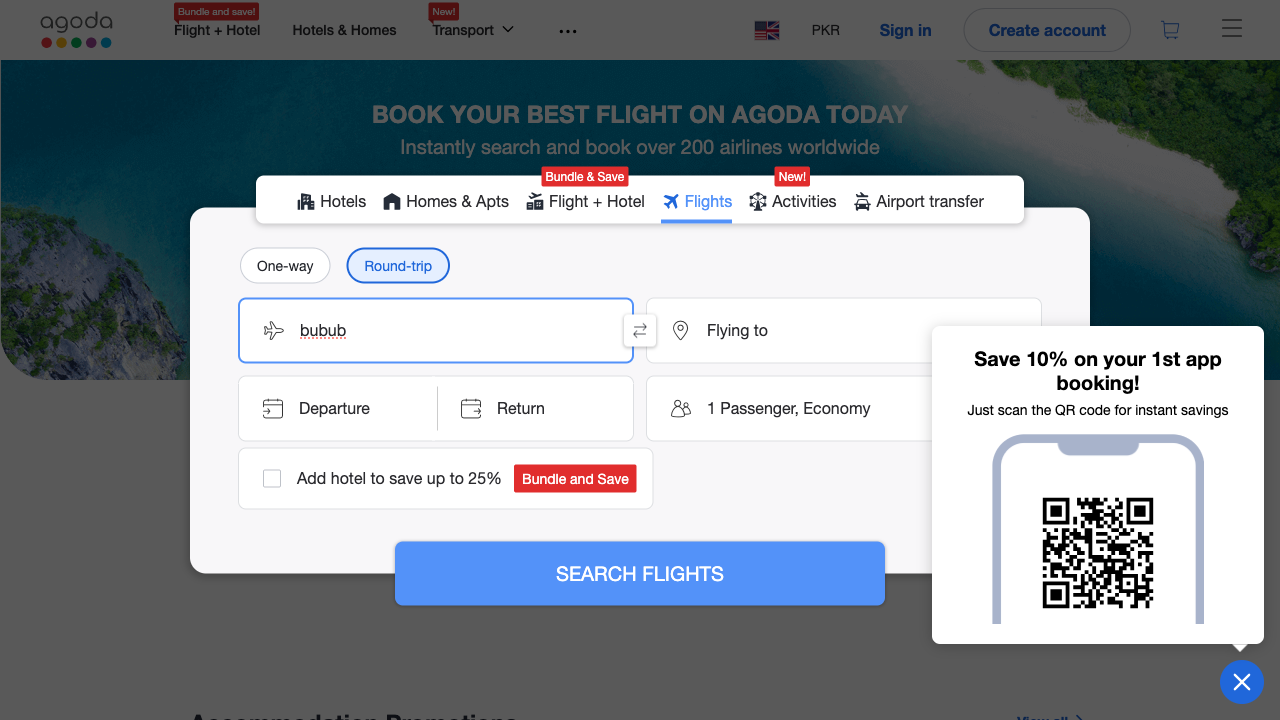 agoda
Bundle and save!
Flight + Hotel
Hotels & Homes
New!
Transport
PKR
Sign in
Create account
BOOK YOUR BEST FLIGHT ON AGODA TODAY
Instantly search and book over 200 airlines worldwide
Bundle & Save
New!
Hotels
Homes & Apts
Flight + Hotel
Flights
Activities
Airport transfer
One-way
Round-trip
bubub
Flying to
Departure
Return
1 Passenger, Economy
Add hotel to save up to 25%
Bundle and Save
SEARCH FLIGHTS
Save 10% on your 1st app
booking!
Just scan the QR code for instant savings
Accommodation Promotions
View all